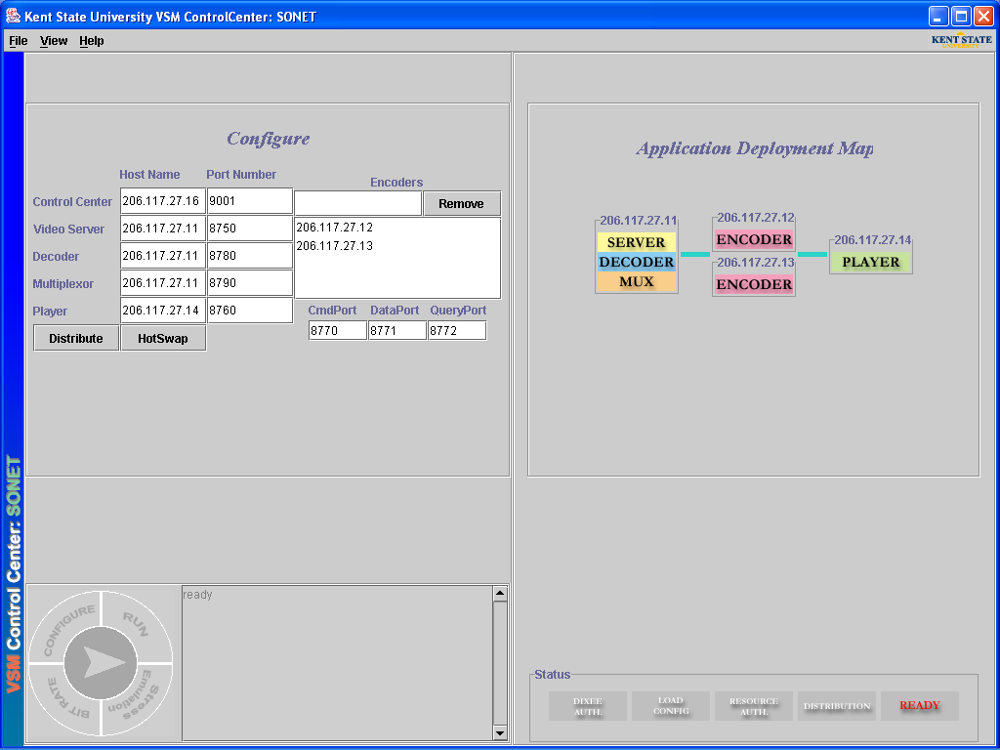 Kent State University VSM ControlCenter: SONET
File View Help
KENT STATE
UNIVERSITY
Configure
Host Name Port Number
Encoders
Control Center 206.117.27.16 9001
Remove
Video Server 206.117.27.11 8750
206.117.27.12
206.117.27.13
Decoder 206.117.27.11 8780
Multiplexor 206.117.27.11 8790
Player 206.117.27.14 8760
CmdPort DataPort QueryPort
8770 8771 8772
Distribute HotSwap
Application Deployment Map
206.117.27.11
SERVER
DECODER
MUX
206.117.27.12
ENCODER
206.117.27.13
ENCODER
206.117.27.14
PLAYER
VSM Control Center: SONET
CONFIGURE
RUN
BIT RATE
Stress
Emulation
ready
Status
DIXEE
AUTH.
LOAD
CONFIG
RESOURCE
AUTH.
DISTRIBUTION
READY